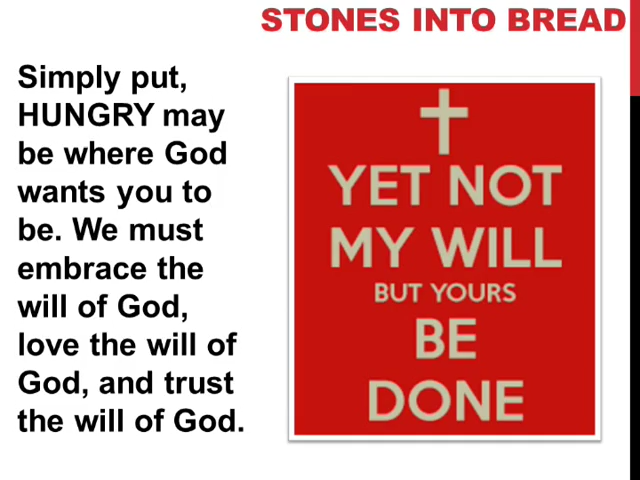 STONES INTO BREAD
Simply put,
HUNGRY may
be where God
wants you to
be. We must
embrace the
will of God,
love the will of
God, and trust
the will of God.
YET NOT
MY WILL
BUT YOURS
BE
DONE